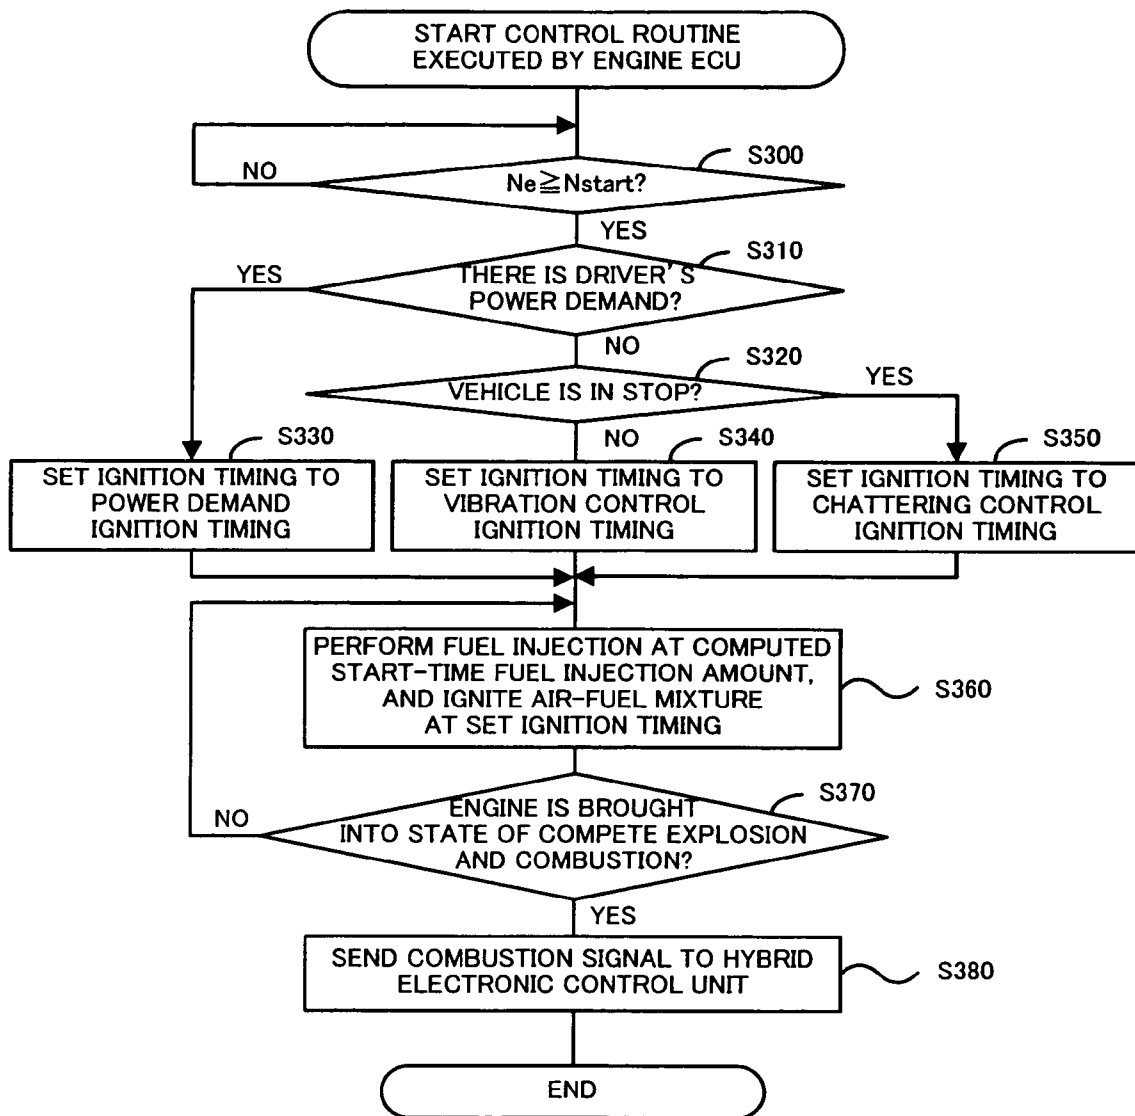 START CONTROL ROUTINE
EXECUTED BY ENGINE ECU
S300
NO
Ne≧Nstart?
YES
S310
YES
THERE IS DRIVER'S
POWER DEMAND?
NO
S320
VEHICLE IS IN STOP?
YES
NO
S330
SET IGNITION TIMING TO
POWER DEMAND
IGNITION TIMING
S340
SET IGNITION TIMING TO
VIBRATION CONTROL
IGNITION TIMING
S350
SET IGNITION TIMING TO
CHATTERING CONTROL
IGNITION TIMING
PERFORM FUEL INJECTION AT COMPUTED
START-TIME FUEL INJECTION AMOUNT,
AND IGNITE AIR-FUEL MIXTURE
AT SET IGNITION TIMING
S360
S370
NO
ENGINE IS BROUGHT
INTO STATE OF COMPETE EXPLOSION
AND COMBUSTION?
YES
SEND COMBUSTION SIGNAL TO HYBRID
ELECTRONIC CONTROL UNIT
S380
END